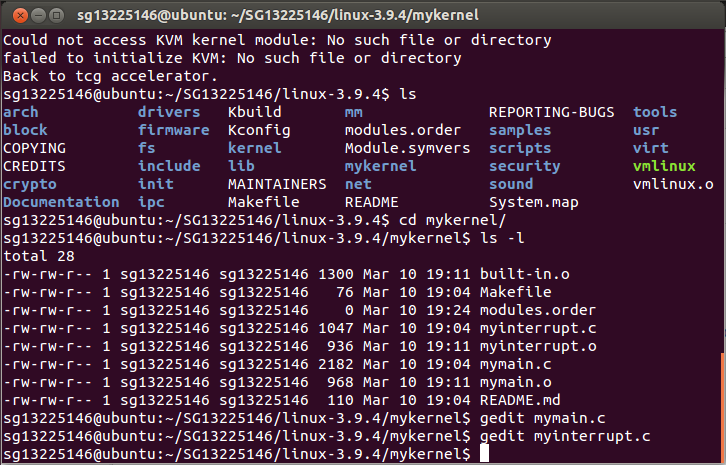 sg13225146@ubuntu: ~/SG13225146/linux-3.9.4/mykernel
Could not access KVM kernel module: No such file or directory
failed to initialize KVM: No such file or directory
Back to tcg accelerator.
sg13225146@ubuntu:~/SG13225146/linux-3.9.4$ ls
arch drivers Kbuild mm REPORTING-BUGS tools
block firmware Kconfig modules.order samples usr
COPYING fs kernel Module.symvers scripts virt
CREDITS include lib mykernel security vmlinux
crypto init MAINTAINERS net sound vmlinux.o
Documentation ipc Makefile README System.map
sg13225146@ubuntu:~/SG13225146/linux-3.9.4$ cd mykernel/
sg13225146@ubuntu:~/SG13225146/linux-3.9.4/mykernel$ ls -l
total 28
-rw-rw-r-- 1 sg13225146 sg13225146 1300 Mar 10 19:11 built-in.o
-rw-rw-r-- 1 sg13225146 sg13225146 76 Mar 10 19:04 Makefile
-rw-rw-r-- 1 sg13225146 sg13225146 0 Mar 10 19:24 modules.order
-rw-rw-r-- 1 sg13225146 sg13225146 1047 Mar 10 19:04 myinterrupt.c
-rw-rw-r-- 1 sg13225146 sg13225146 936 Mar 10 19:11 myinterrupt.o
-rw-rw-r-- 1 sg13225146 sg13225146 2182 Mar 10 19:04 mymain.c
-rw-rw-r-- 1 sg13225146 sg13225146 968 Mar 10 19:11 mymain.o
-rw-rw-r-- 1 sg13225146 sg13225146 110 Mar 10 19:04 README.md
sg13225146@ubuntu:~/SG13225146/linux-3.9.4/mykernel$ gedit mymain.c
sg13225146@ubuntu:~/SG13225146/linux-3.9.4/mykernel$ gedit myinterrupt.c
sg13225146@ubuntu:~/SG13225146/linux-3.9.4/mykernel$